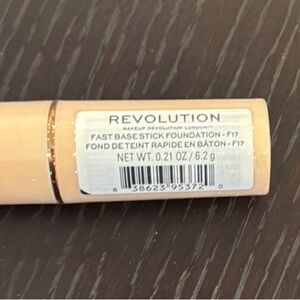 REVOLUTION
MAKEUP REVOLUTION LONDON™
FAST BASE STICK FOUNDATION - F17
FOND DE TEINT RAPIDE EN BÂTON - F17
NET WT. 0.21 OZ / 6.2 g
8 38623 95372 0